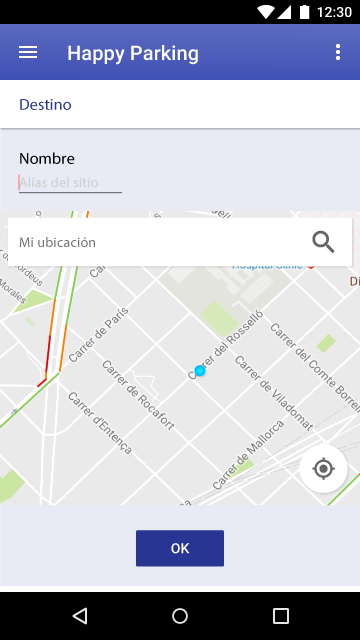 12:30
Happy Parking
Destino
Nombre
Alias del sitio
Mi ubicación
Hospital Clínic
Morales
Carrer de París
Carrer del Rosselló
Carrer del Comte Borrell
Carrer de Rocafort
Carrer de Viladomat
Carrer d'Entença
Carrer de Mallorca
OK